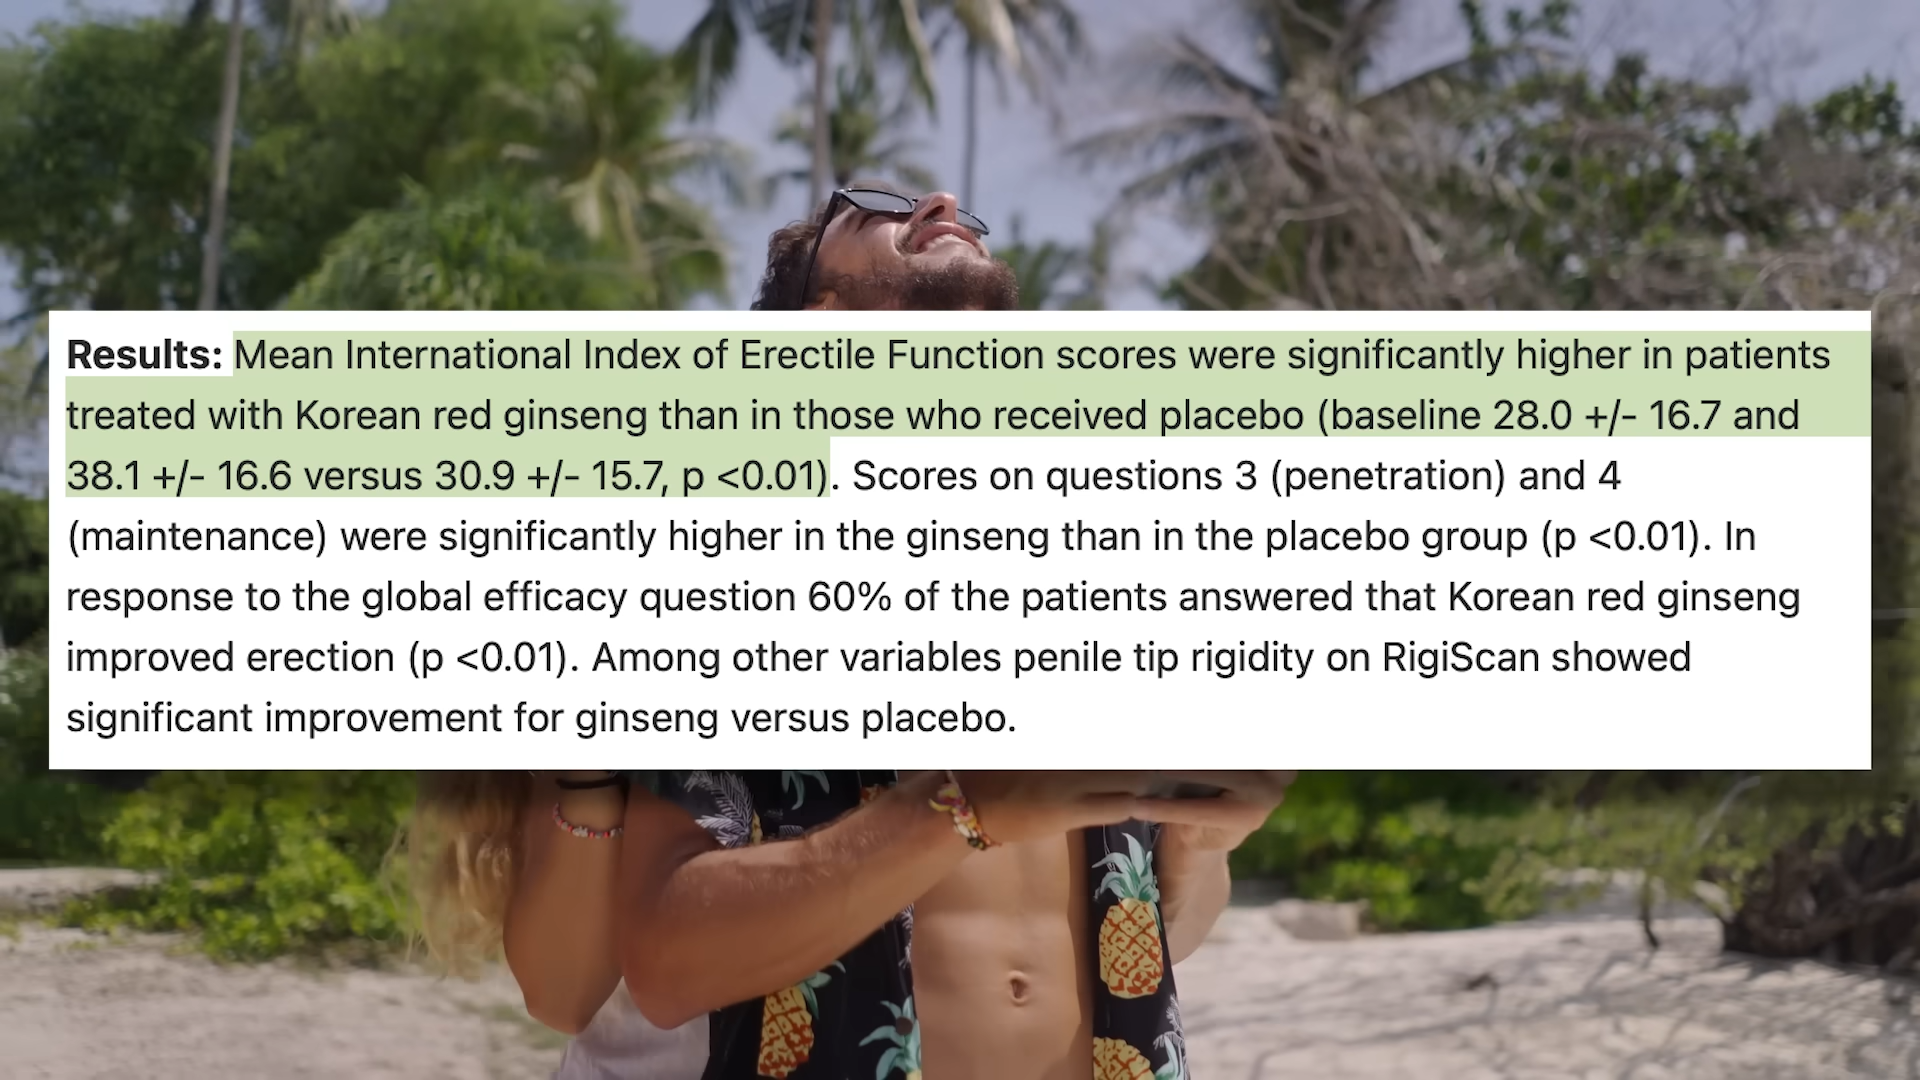 Results: Mean International Index of Erectile Function scores were significantly higher in patients
treated with Korean red ginseng than in those who received placebo (baseline 28.0 +/- 16.7 and
38.1 +/- 16.6 versus 30.9 +/- 15.7, p <0.01). Scores on questions 3 (penetration) and 4
(maintenance) were significantly higher in the ginseng than in the placebo group (p <0.01). In
response to the global efficacy question 60% of the patients answered that Korean red ginseng
improved erection (p <0.01). Among other variables penile tip rigidity on RigiScan showed
significant improvement for ginseng versus placebo.